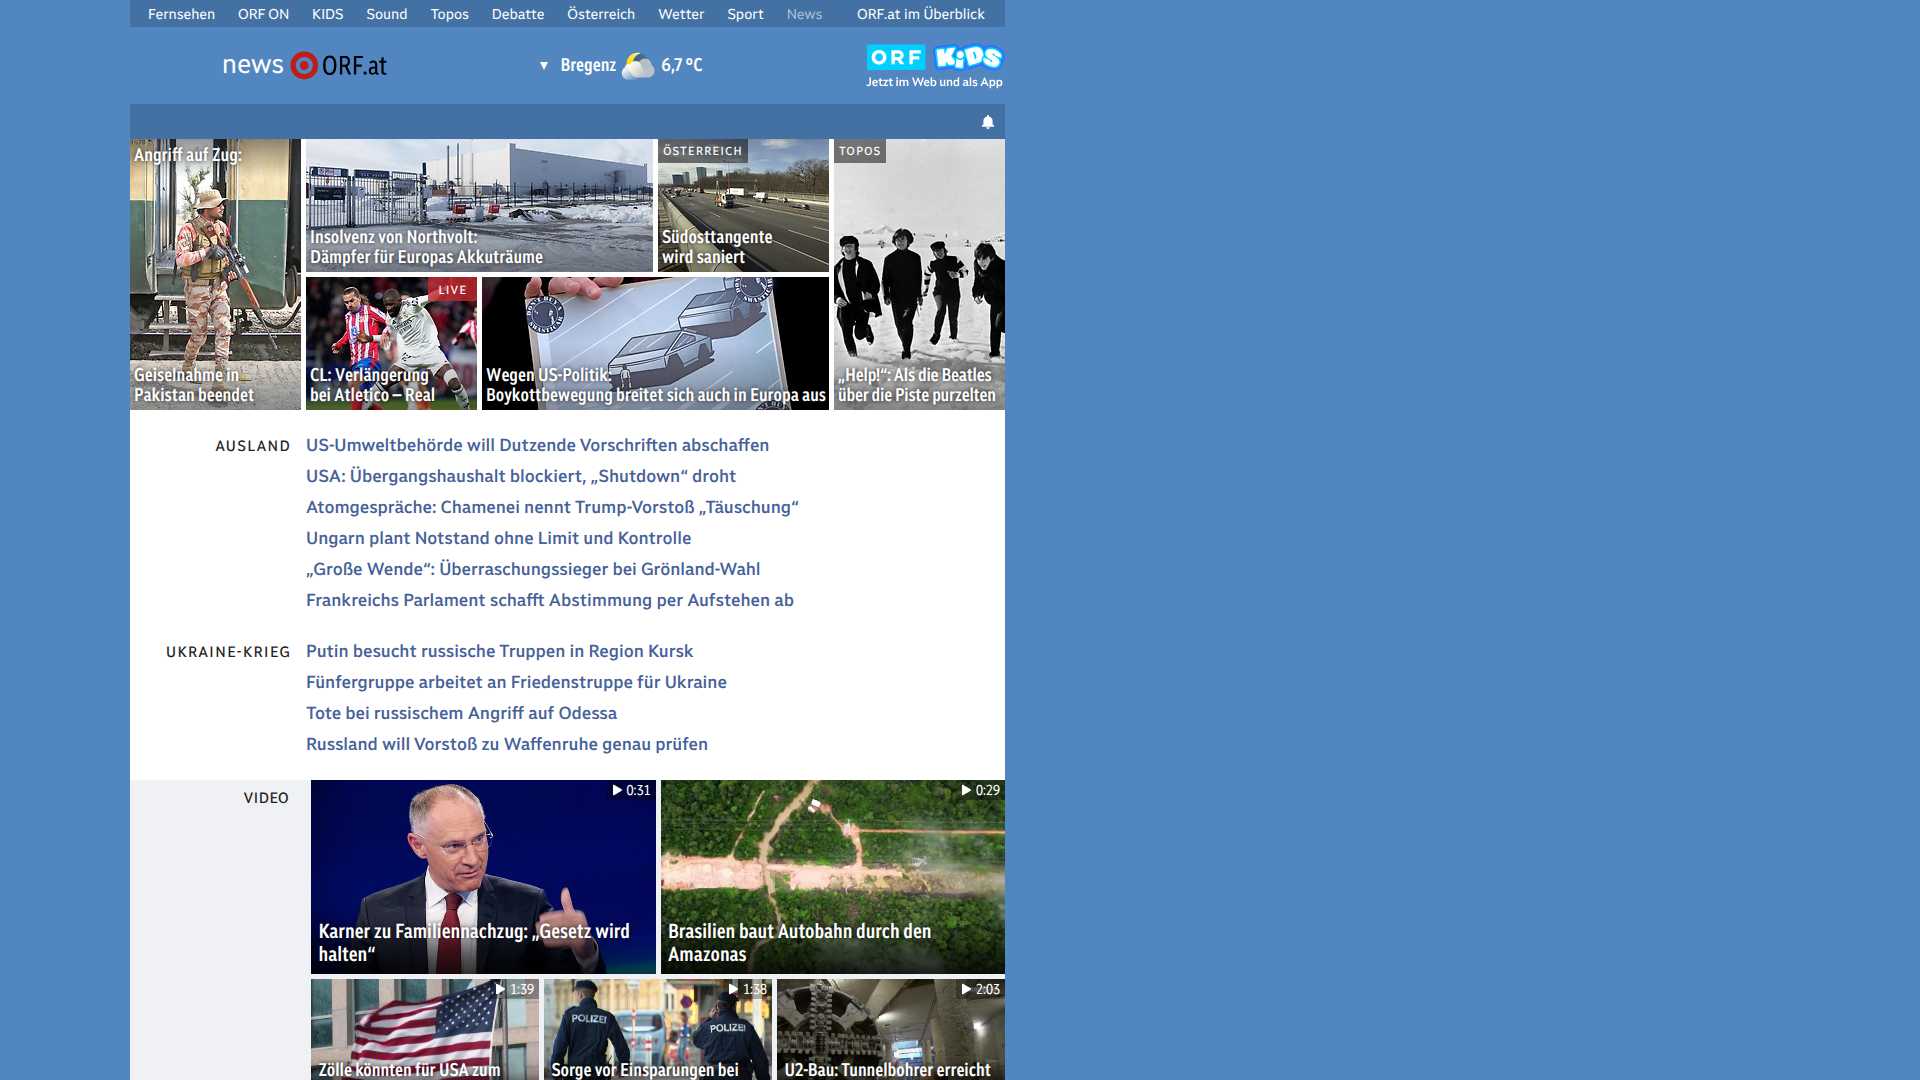 Fernsehen ORF ON KIDS Sound Topos Debatte Österreich Wetter Sport News ORF.at im Überblick
news ORF.at
Bregenz 6,7 °C
ORF KiDS
Jetzt im Web und als App
Angriff auf Zug:
Geiselnahme in
Pakistan beendet
Insolvenz von Northvolt:
Dämpfer für Europas Akkuträume
ÖSTERREICH
Südosttangente
wird saniert
TOPOS
„Help!“: Als die Beatles
über die Piste purzelten
LIVE
CL: Verlängerung
bei Atletico – Real
Wegen US-Politik:
Boykottbewegung breitet sich auch in Europa aus
AUSLAND
US-Umweltbehörde will Dutzende Vorschriften abschaffen
USA: Übergangshaushalt blockiert, „Shutdown“ droht
Atomgespräche: Chamenei nennt Trump-Vorstoß „Täuschung“
Ungarn plant Notstand ohne Limit und Kontrolle
„Große Wende“: Überraschungssieger bei Grönland-Wahl
Frankreichs Parlament schafft Abstimmung per Aufstehen ab
UKRAINE-KRIEG
Putin besucht russische Truppen in Region Kursk
Fünfergruppe arbeitet an Friedenstruppe für Ukraine
Tote bei russischem Angriff auf Odessa
Russland will Vorstoß zu Waffenruhe genau prüfen
VIDEO
0:31
Karner zu Familiennachzug: „Gesetz wird
halten“
0:29
Brasilien baut Autobahn durch den
Amazonas
1:39
Zölle könnten für USA zum
1:38
POLIZEI
POLIZEI
Sorge vor Einsparungen bei
2:03
U2-Bau: Tunnelbohrer erreicht